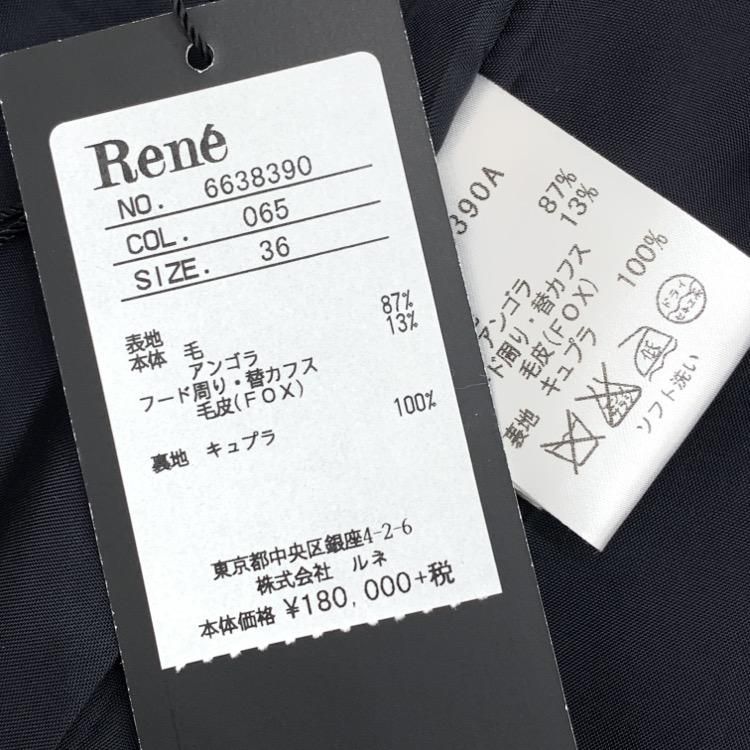 René
NO. 6638390
COL. 065
SIZE. 36
表地
本体 毛 87%
アンゴラ 13%
フード周り・替カフス
毛皮(FOX)
裏地 キュプラ 100%
東京都中央区銀座4-2-6
株式会社 ルネ
本体価格 ¥180,000+税
390A
87%
アンゴラ 13%
ド周り・替カフス
毛皮(FOX)
裏地 キュプラ 100%
ドライ
ソフト洗い